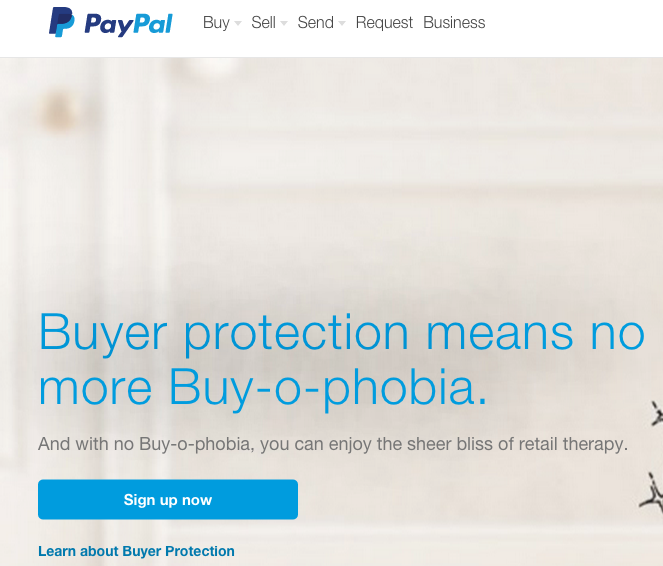 PayPal Buy Sell Send Request Business
Buyer protection means no
more Buy-o-phobia.
And with no Buy-o-phobia, you can enjoy the sheer bliss of retail therapy.
Sign up now
Learn about Buyer Protection